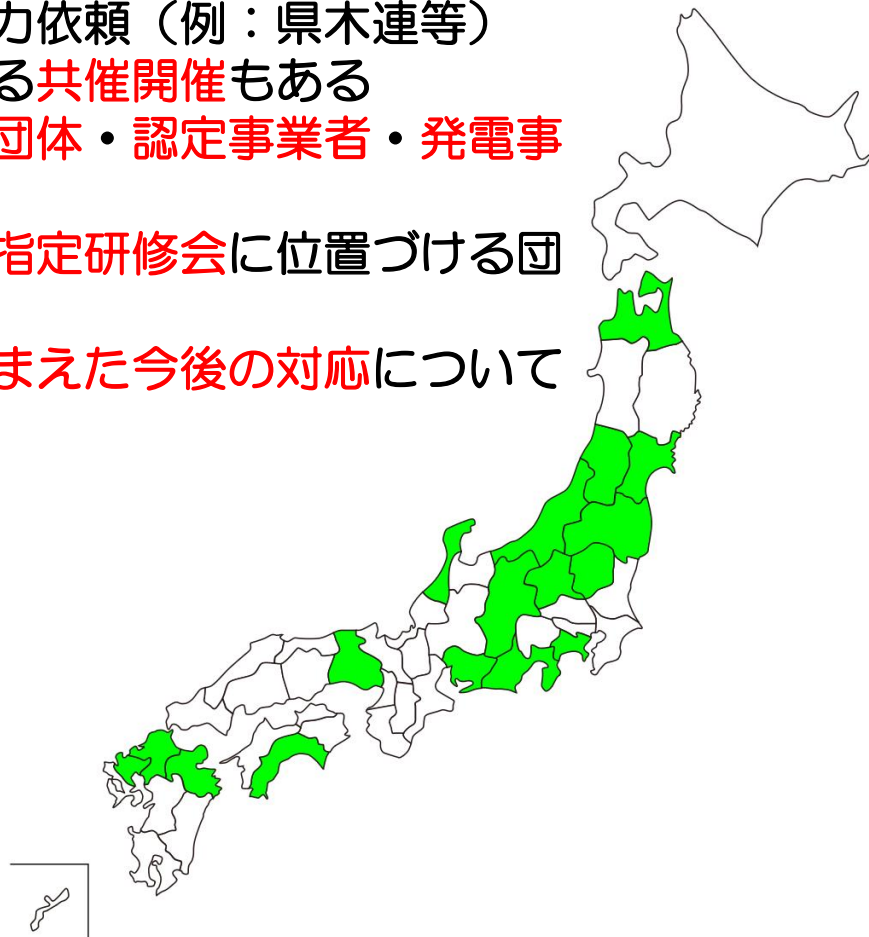 力依頼（例：県木連等）
る共催開催もある
団体・認定事業者・発電事
指定研修会に位置づける団
まえた今後の対応について